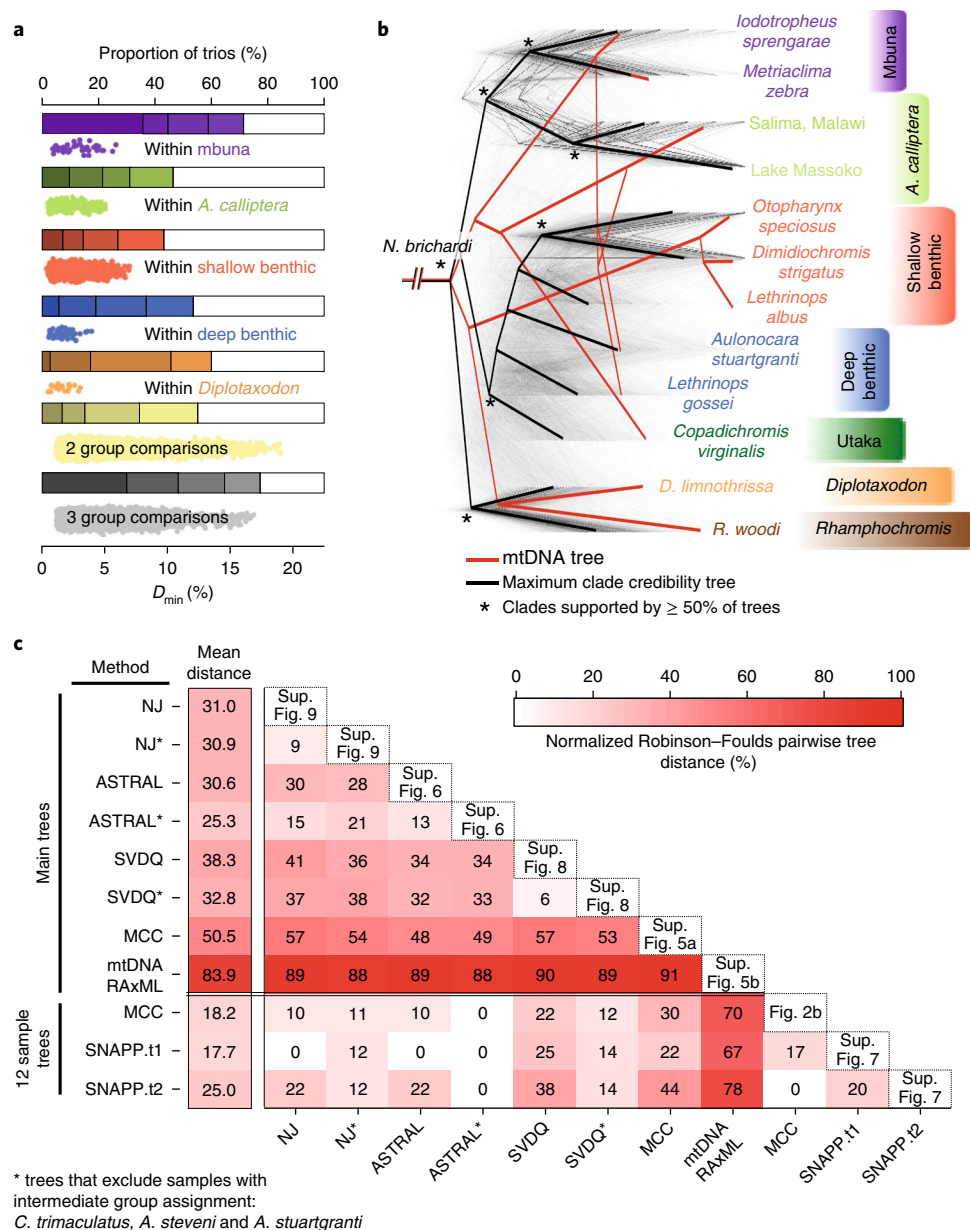 a
Proportion of trios (%)
0 20 40 60 80 100
Within mbuna
Within A. calliptera
Within shallow benthic
Within deep benthic
Within Diplotaxodon
2 group comparisons
3 group comparisons
0 5 10 15 20
Dmin (%)
b
Iodotropheus
sprengarae
Metriaclima
zebra
Mbuna
Salima, Malawi
Lake Massoko
A. calliptera
N. brichardi
*
*
*
*
*
*
*
Otopharynx
speciosus
Dimidiochromis
strigatus
Lethrinops
albus
Shallow
benthic
Aulonocara
stuartgranti
Lethrinops
gossei
Deep
benthic
Copadichromis
virginalis
Utaka
D. limnothrissa
Diplotaxodon
R. woodi
Rhamphochromis
mtDNA tree
Maximum clade credibility tree
* Clades supported by ≥ 50% of trees
c
Method
Mean
distance
0 20 40 60 80 100
Normalized Robinson–Foulds pairwise tree
distance (%)
Main trees
NJ 31.0 Sup. Fig. 9
NJ* 30.9 9 Sup. Fig. 9
ASTRAL 30.6 30 28 Sup. Fig. 6
ASTRAL* 25.3 15 21 13 Sup. Fig. 6
SVDQ 38.3 41 36 34 34 Sup. Fig. 8
SVDQ* 32.8 37 38 32 33 6 Sup. Fig. 8
MCC 50.5 57 54 48 49 57 53 Sup. Fig. 5a
mtDNA RAxML 83.9 89 88 89 88 90 89 91 Sup. Fig. 5b
12 sample
trees
MCC 18.2 10 11 10 0 22 12 30 70 Fig. 2b
SNAPP.t1 17.7 0 12 0 0 25 14 22 67 17 Sup. Fig. 7
SNAPP.t2 25.0 22 12 22 0 38 14 44 78 0 20 Sup. Fig. 7
NJ NJ* ASTRAL ASTRAL* SVDQ SVDQ* MCC mtDNA RAxML MCC SNAPP.t1 SNAPP.t2
* trees that exclude samples with
intermediate group assignment:
C. trimaculatus, A. steveni and A. stuartgranti